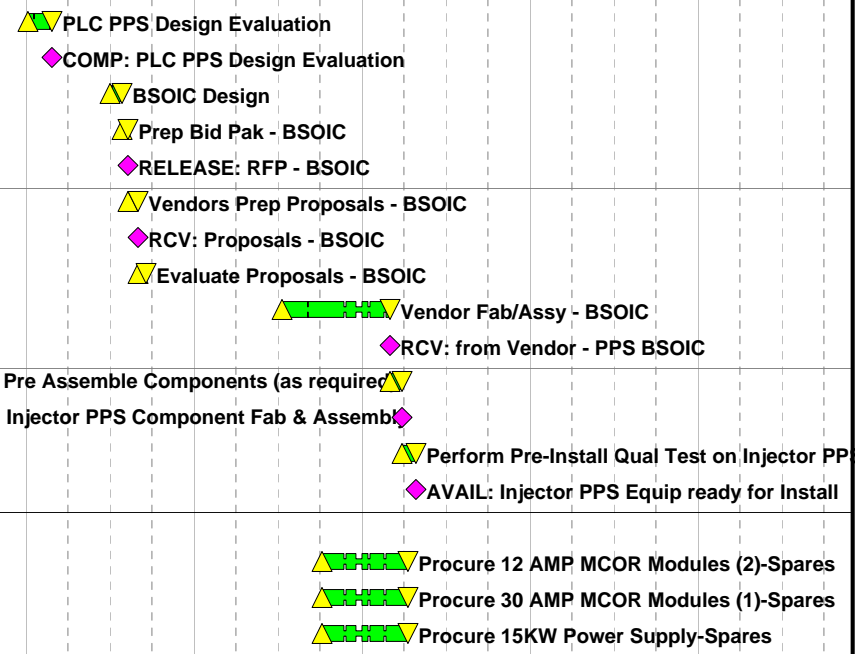 PLC PPS Design Evaluation
COMP: PLC PPS Design Evaluation
BSOIC Design
Prep Bid Pak - BSOIC
RELEASE: RFP - BSOIC
Vendors Prep Proposals - BSOIC
RCV: Proposals - BSOIC
Evaluate Proposals - BSOIC
Vendor Fab/Assy - BSOIC
RCV: from Vendor - PPS BSOIC
Pre Assemble Components (as required
Injector PPS Component Fab & Assembl
Perform Pre-Install Qual Test on Injector PPS
AVAIL: Injector PPS Equip ready for Install
Procure 12 AMP MCOR Modules (2)-Spares
Procure 30 AMP MCOR Modules (1)-Spares
Procure 15KW Power Supply-Spares